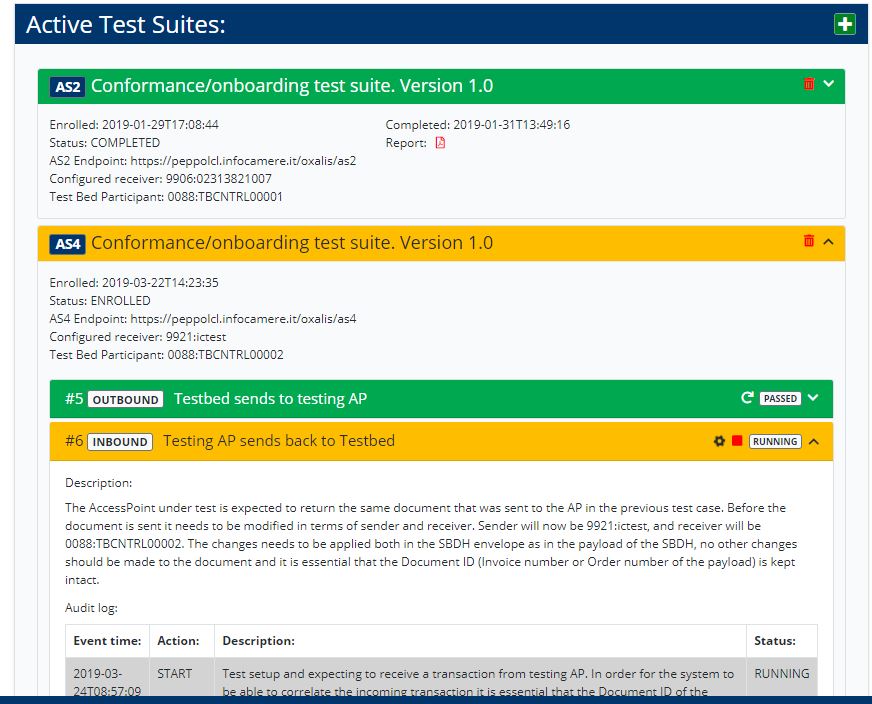 Active Test Suites:
AS2 Conformance/onboarding test suite. Version 1.0
Enrolled: 2019-01-29T17:08:44 Completed: 2019-01-31T13:49:16
Status: COMPLETED Report:
AS2 Endpoint: https://peppolcl.infocamere.it/oxalis/as2
Configured receiver: 9906:02313821007
Test Bed Participant: 0088:TBCNTRL00001
AS4 Conformance/onboarding test suite. Version 1.0
Enrolled: 2019-03-22T14:23:35
Status: ENROLLED
AS4 Endpoint: https://peppolcl.infocamere.it/oxalis/as4
Configured receiver: 9921:ictest
Test Bed Participant: 0088:TBCNTRL00002
#5 OUTBOUND Testbed sends to testing AP PASSED
#6 INBOUND Testing AP sends back to Testbed RUNNING
Description:
The AccessPoint under test is expected to return the same document that was sent to the AP in the previous test case. Before the
document is sent it needs to be modified in terms of sender and receiver. Sender will now be 9921:ictest, and receiver will be
0088:TBCNTRL00002. The changes needs to be applied both in the SBDH envelope as in the payload of the SBDH, no other changes
should be made to the document and it is essential that the Document ID (Invoice number or Order number of the payload) is kept
intact.
Audit log:
Event time: Action: Description: Status:
2019-03- START Test setup and expecting to receive a transaction from testing AP. In order for the system to RUNNING
24T08:57:09 be able to correlate the incoming transaction it is essential that the Document ID of the